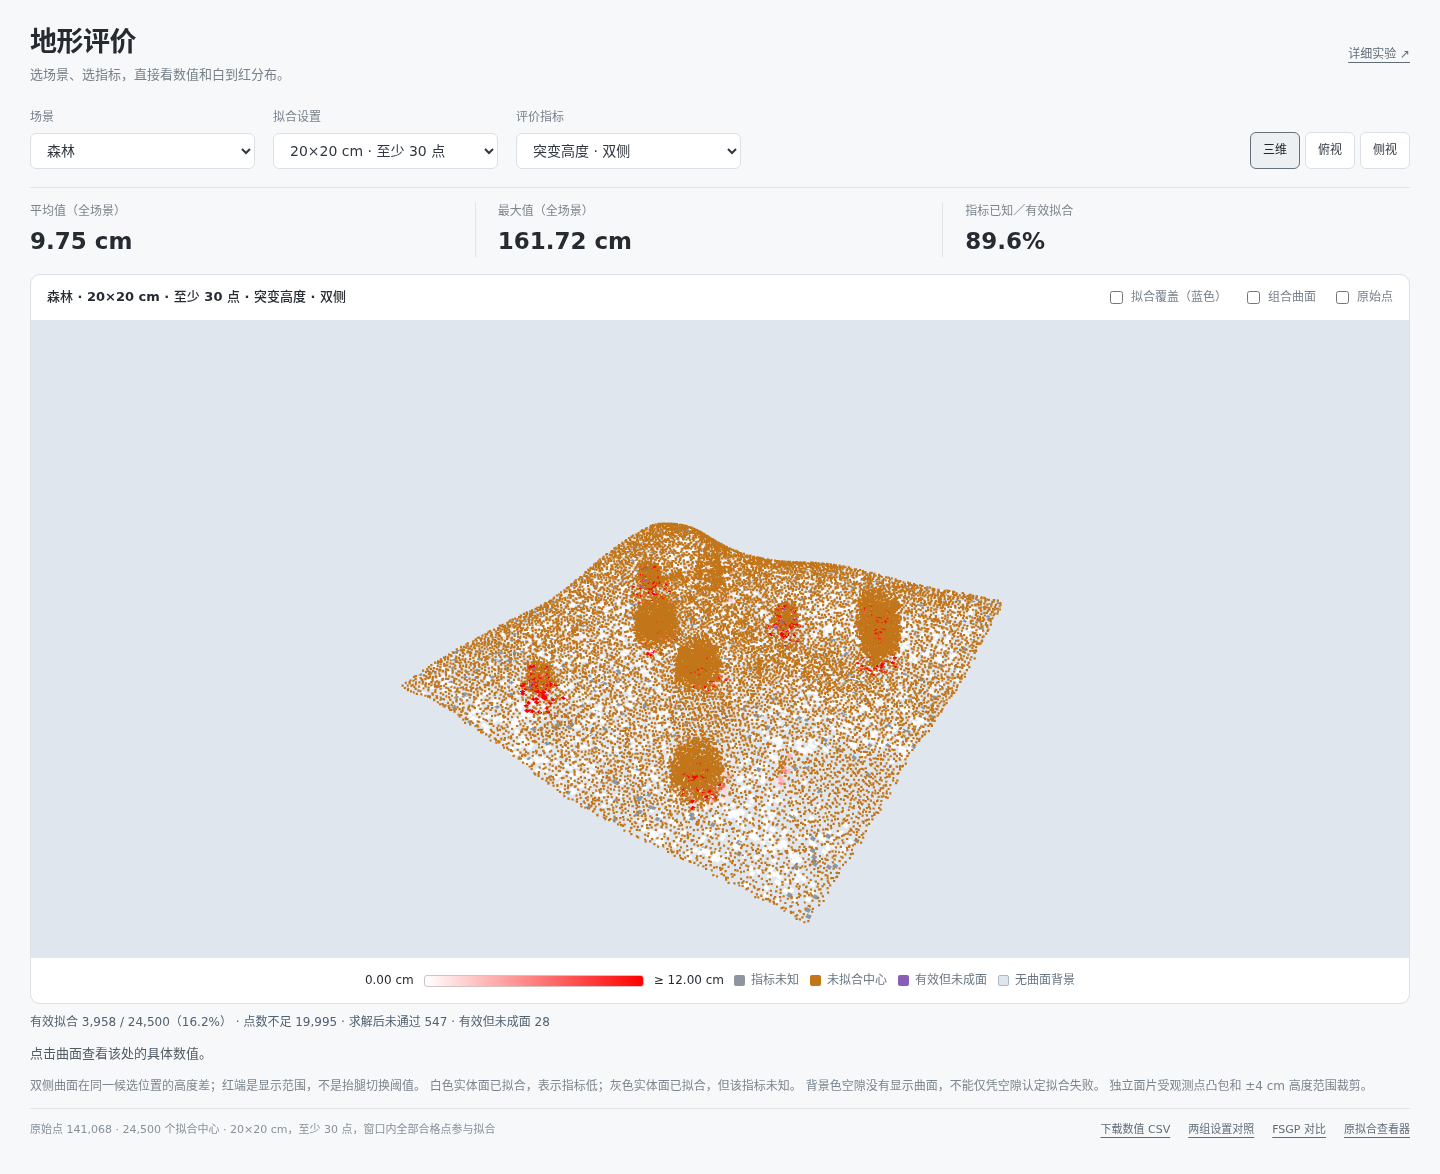 地形评价
选场景、选指标，直接看数值和白到红分布。
详细实验 ↗
场景
拟合设置
评价指标
森林
20×20 cm · 至少 30 点
突变高度 · 双侧
三维
俯视
侧视
平均值（全场景）
最大值（全场景）
指标已知／有效拟合
9.75 cm
161.72 cm
89.6%
森林 · 20×20 cm · 至少 30 点 · 突变高度 · 双侧
拟合覆盖（蓝色）
组合曲面
原始点
0.00 cm
≥ 12.00 cm
指标未知
未拟合中心
有效但未成面
无曲面背景
有效拟合 3,958 / 24,500（16.2%） · 点数不足 19,995 · 求解后未通过 547 · 有效但未成面 28
点击曲面查看该处的具体数值。
双侧曲面在同一候选位置的高度差；红端是显示范围，不是抬腿切换阈值。 白色实体面已拟合，表示指标低；灰色实体面已拟合，但该指标未知。 背景色空隙没有显示曲面，不能仅凭空隙认定拟合失败。 独立面片受观测点凸包和 ±4 cm 高度范围裁剪。
原始点 141,068 · 24,500 个拟合中心 · 20×20 cm，至少 30 点，窗口内全部合格点参与拟合
下载数值 CSV
两组设置对照
FSGP 对比
原拟合查看器